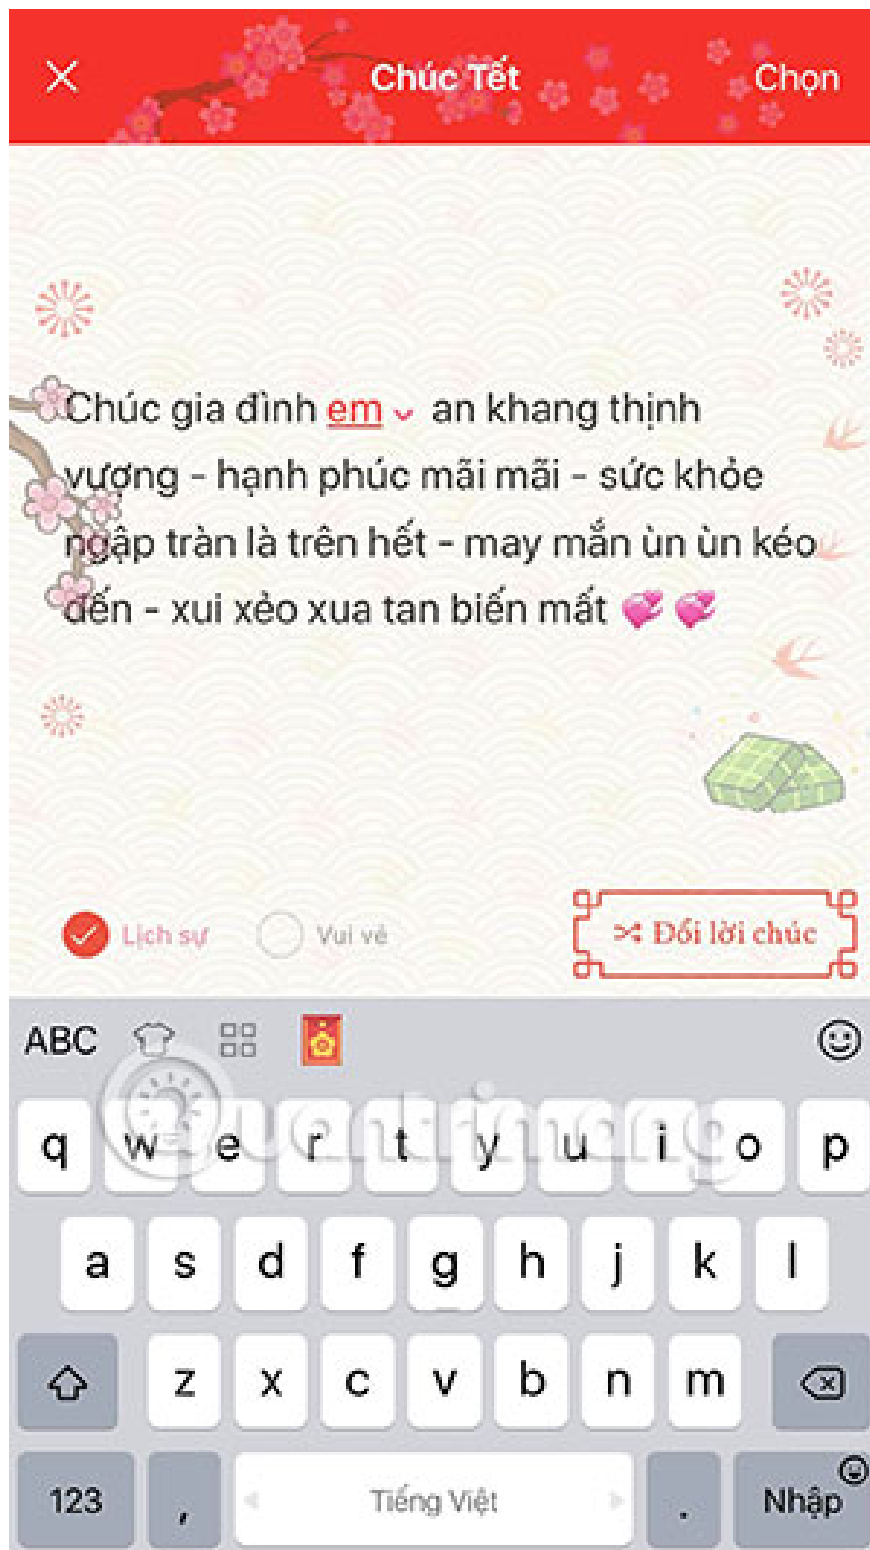 Chúc Tết
Chọn
Chúc gia đình em an khang thịnh
vượng - hạnh phúc mãi mãi - sức khỏe
ngập tràn là trên hết - may mắn ùn ùn kéo
đến - xui xẻo xua tan biến mất 💞 💞
Lịch sự
Vui vẻ
Đổi lời chúc
ABC
Quantrimang
q w e r t y u i o p
a s d f g h j k l
z x c v b n m
123 , Tiếng Việt . Nhập